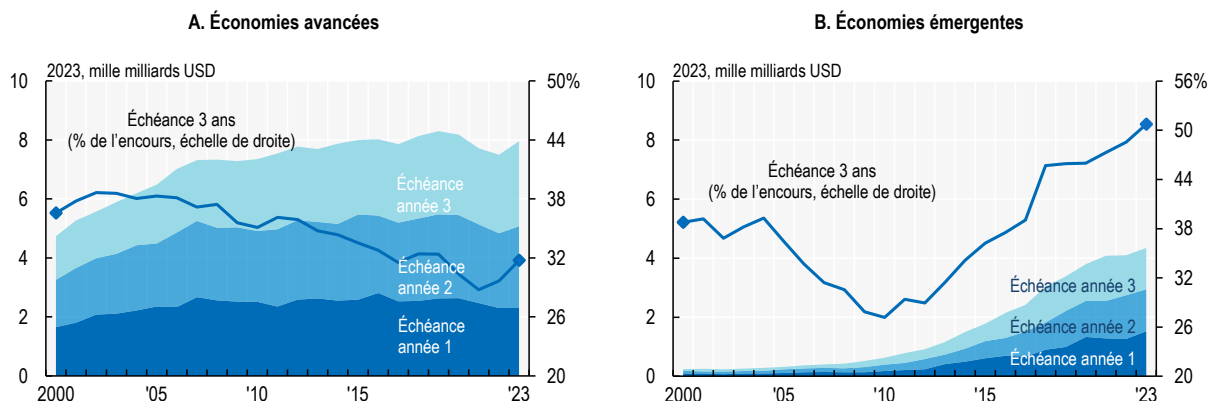 A. Économies avancées
2023, mille milliards USD
10
8
6
4
2
0
50%
44
38
32
26
20
Échéance 3 ans
(% de l'encours, échelle de droite)
Échéance
année 3
Échéance
année 2
Échéance
année 1
2000
'05
'10
'15
'23
B. Économies émergentes
2023, mille milliards USD
10
8
6
4
2
0
56%
50
44
38
32
26
20
Échéance 3 ans
(% de l'encours, échelle de droite)
Échéance année 3
Échéance année 2
Échéance année 1
2000
'05
'10
'15
'23